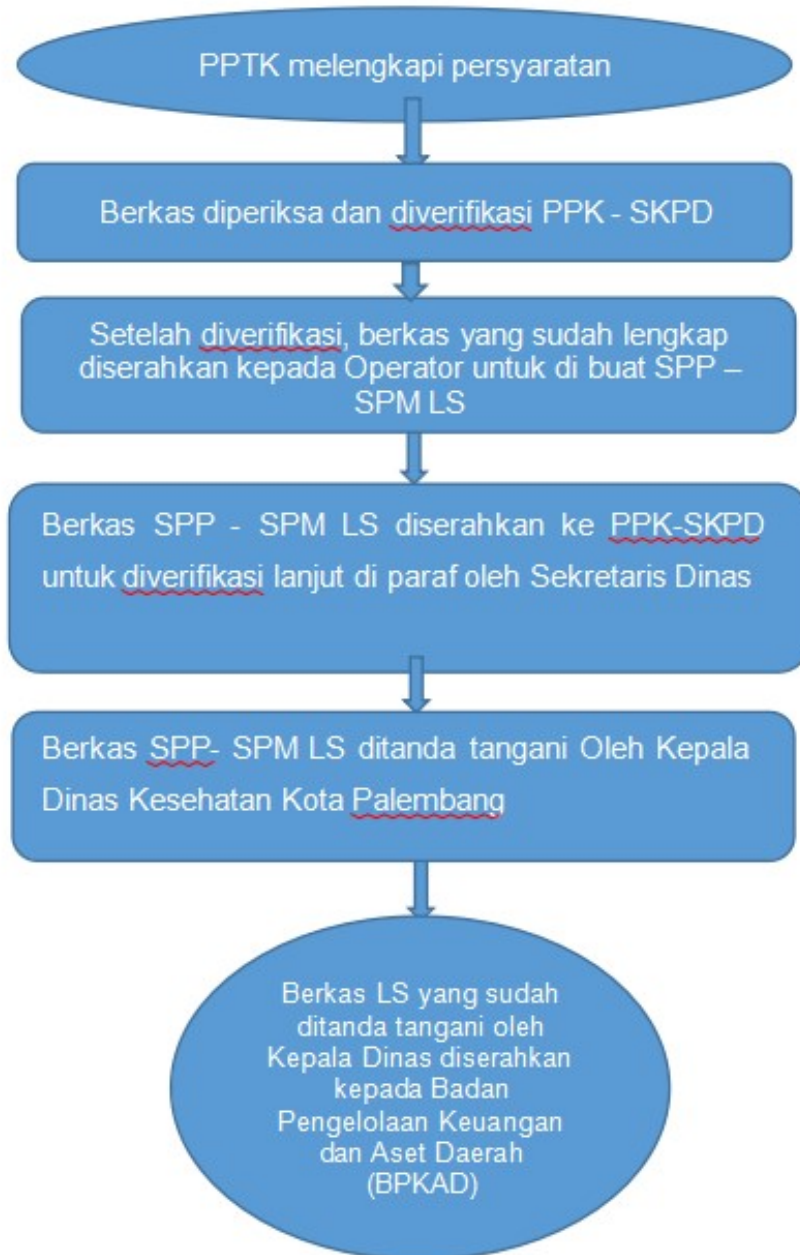 PPTK melengkapi persyaratan
Berkas diperiksa dan diverifikasi PPK - SKPD
Setelah diverifikasi, berkas yang sudah lengkap
diserahkan kepada Operator untuk di buat SPP –
SPM LS
Berkas SPP - SPM LS diserahkan ke PPK-SKPD
untuk diverifikasi lanjut di paraf oleh Sekretaris Dinas
Berkas SPP- SPM LS ditanda tangani Oleh Kepala
Dinas Kesehatan Kota Palembang
Berkas LS yang sudah
ditanda tangani oleh
Kepala Dinas diserahkan
kepada Badan
Pengelolaan Keuangan
dan Aset Daerah
(BPKAD)